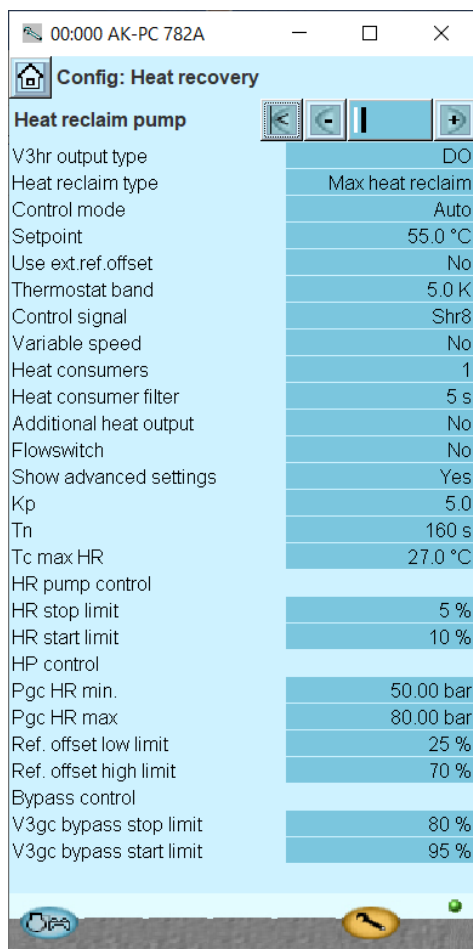 00:000 AK-PC 782A
Config: Heat recovery
Heat reclaim pump
V3hr output type DO
Heat reclaim type Max heat reclaim
Control mode Auto
Setpoint 55.0 °C
Use ext.ref.offset No
Thermostat band 5.0 K
Control signal Shr8
Variable speed No
Heat consumers 1
Heat consumer filter 5 s
Additional heat output No
Flowswitch No
Show advanced settings Yes
Kp 5.0
Tn 160 s
Tc max HR 27.0 °C
HR pump control
HR stop limit 5 %
HR start limit 10 %
HP control
Pgc HR min. 50.00 bar
Pgc HR max 80.00 bar
Ref. offset low limit 25 %
Ref. offset high limit 70 %
Bypass control
V3gc bypass stop limit 80 %
V3gc bypass start limit 95 %